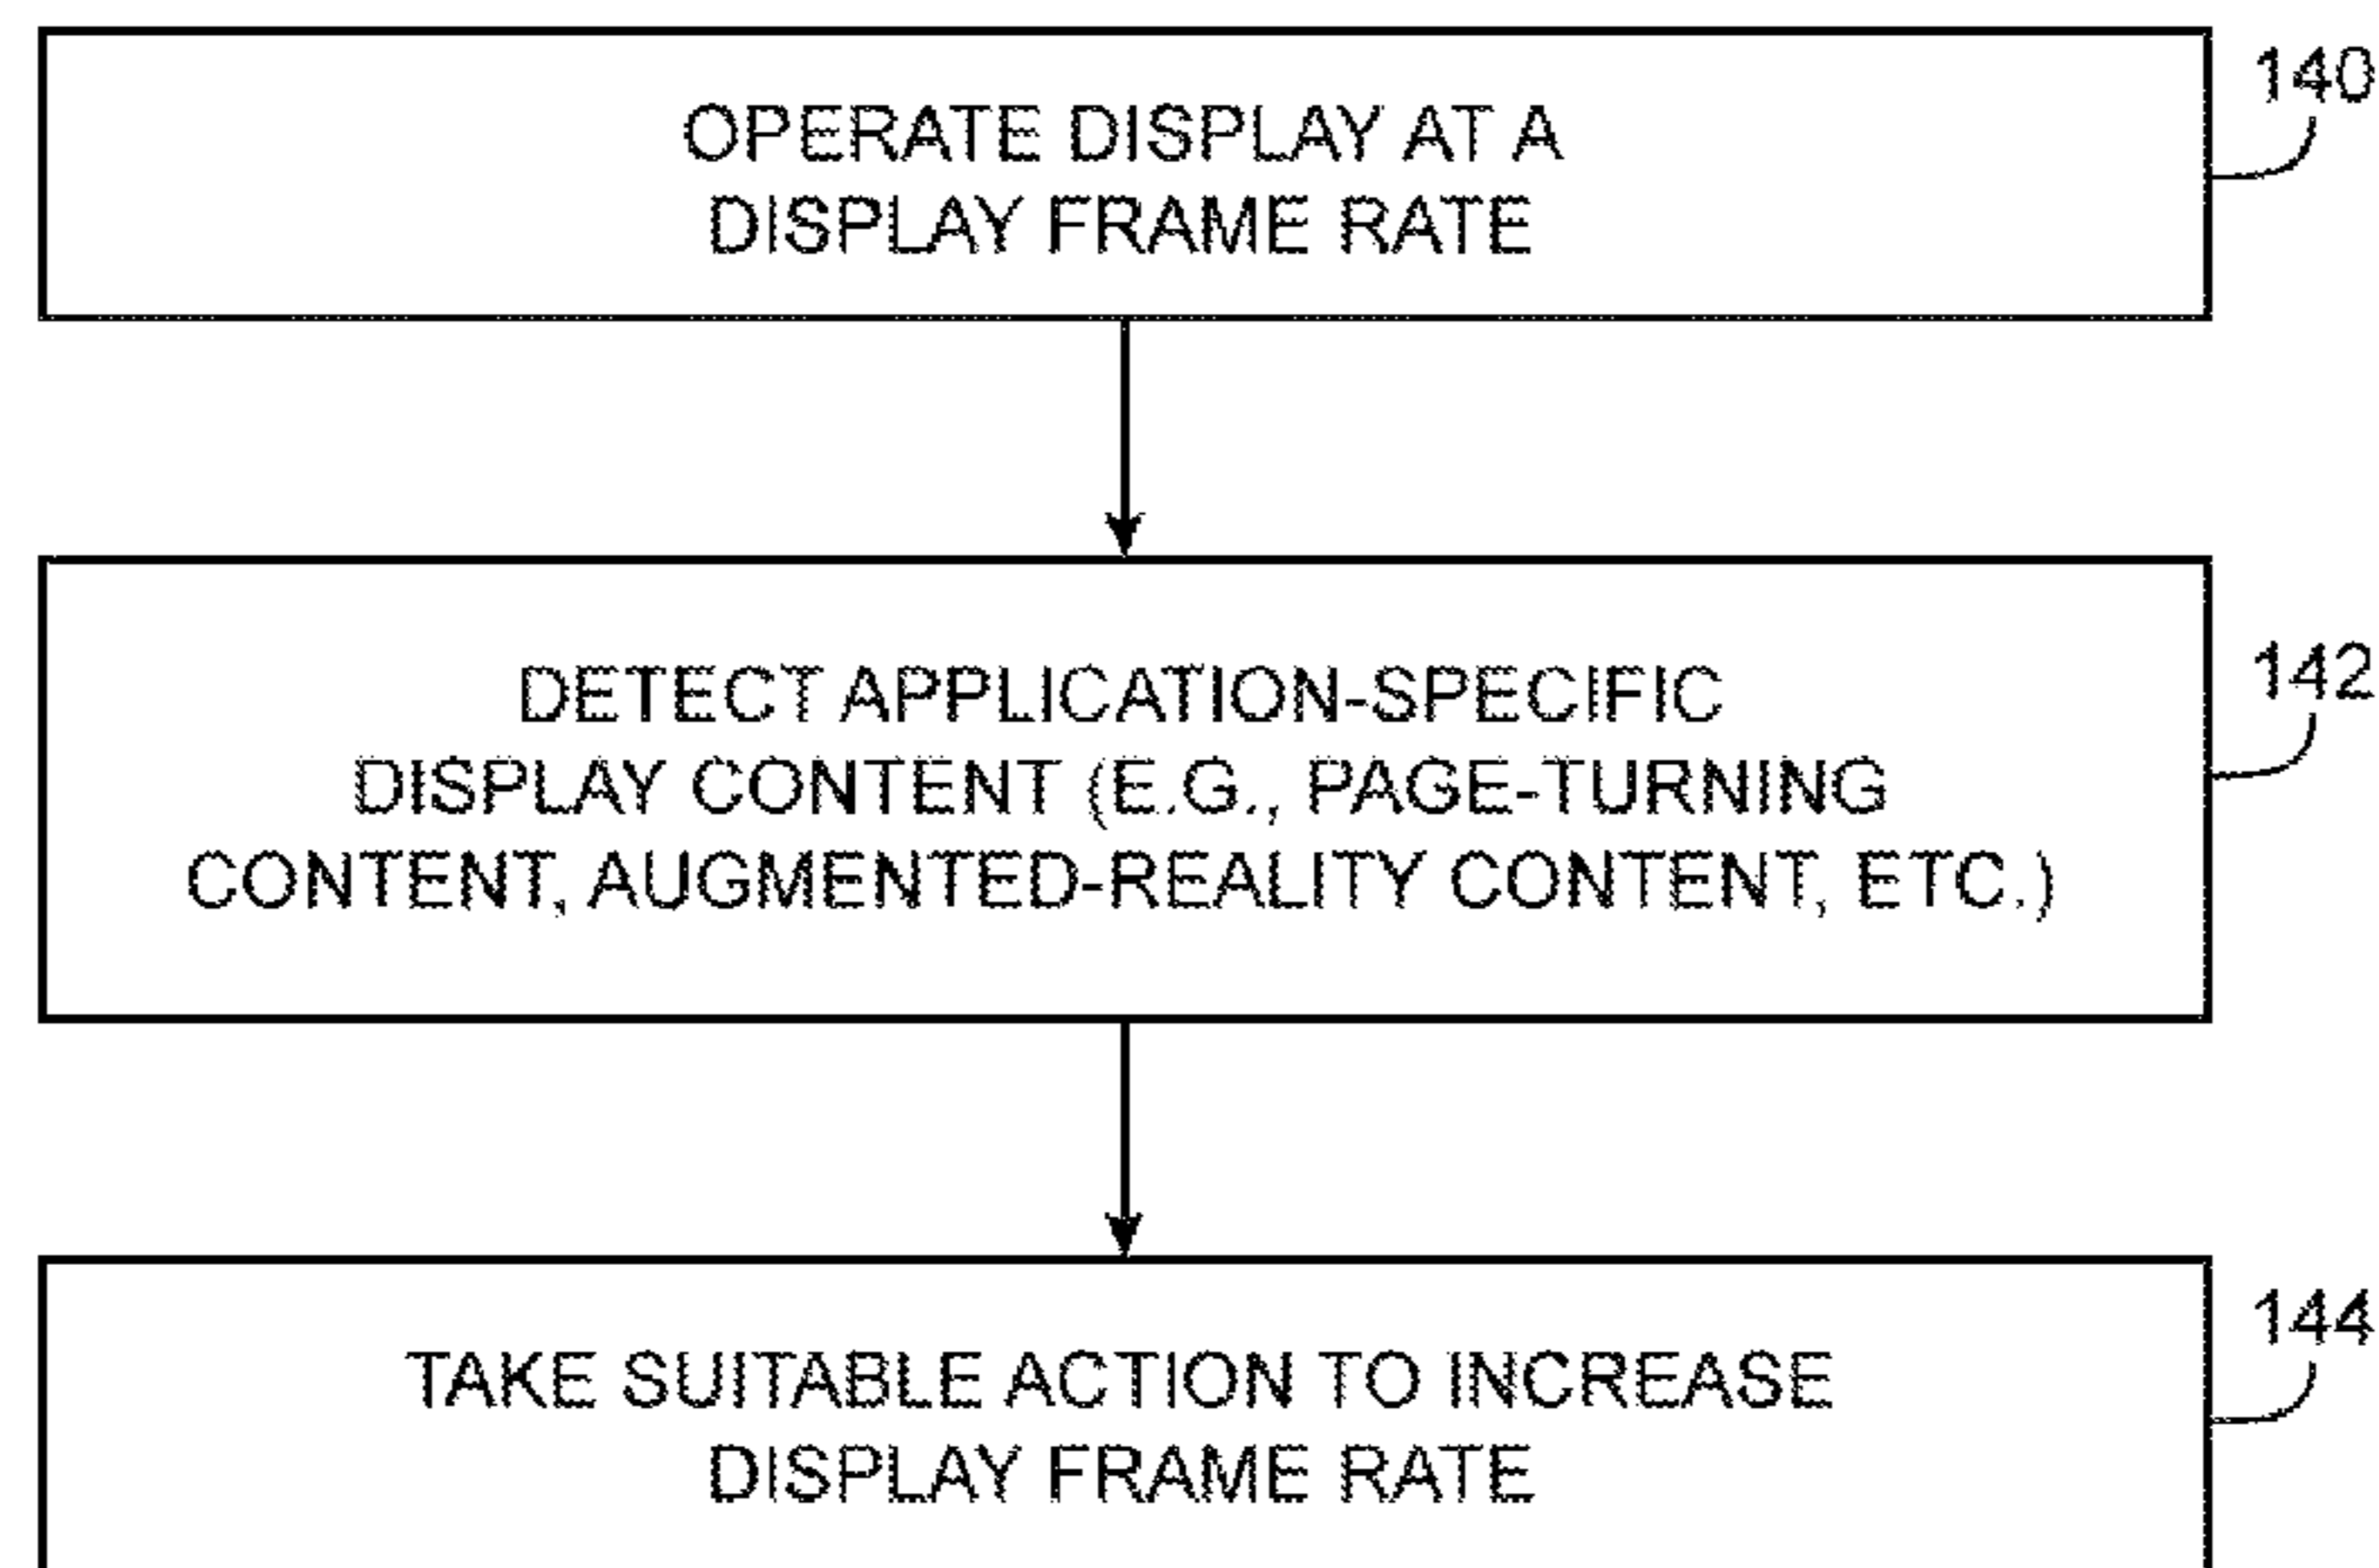 OPERATE DISPLAY AT A
DISPLAY FRAME RATE
140
DETECT APPLICATION-SPECIFIC
DISPLAY CONTENT (E.G., PAGE-TURNING
CONTENT, AUGMENTED-REALITY CONTENT, ETC.)
142
TAKE SUITABLE ACTION TO INCREASE
DISPLAY FRAME RATE
144